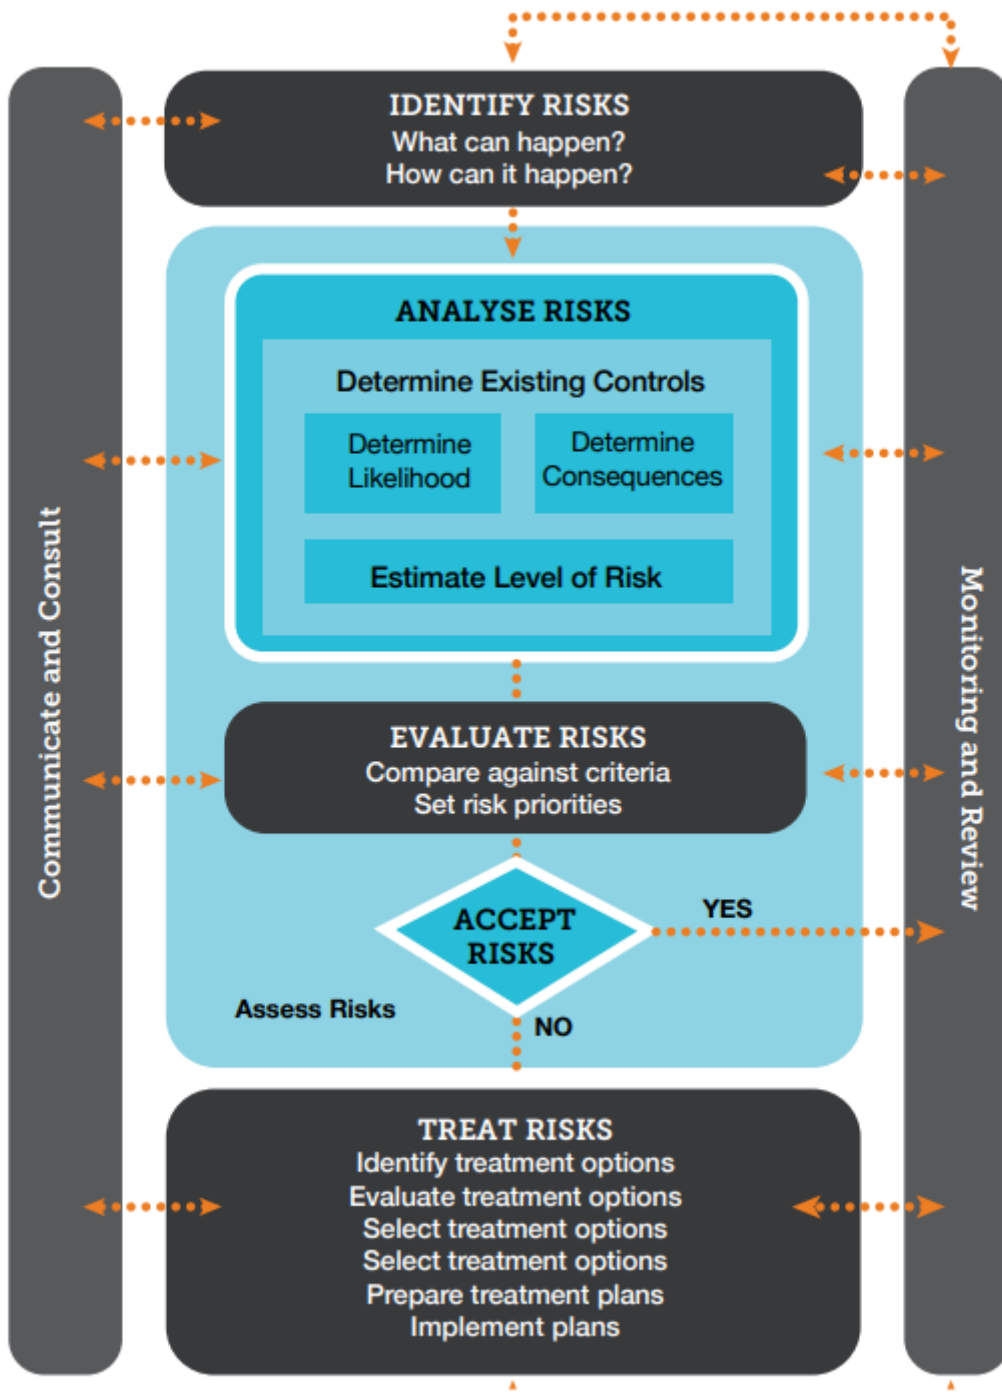 IDENTIFY RISKS
What can happen?
How can it happen?
ANALYSE RISKS
Determine Existing Controls
Determine
Likelihood
Determine
Consequences
Estimate Level of Risk
EVALUATE RISKS
Compare against criteria
Set risk priorities
ACCEPT
RISKS
YES
NO
Assess Risks
TREAT RISKS
Identify treatment options
Evaluate treatment options
Select treatment options
Select treatment options
Prepare treatment plans
Implement plans
Communicate and Consult
Monitoring and Review